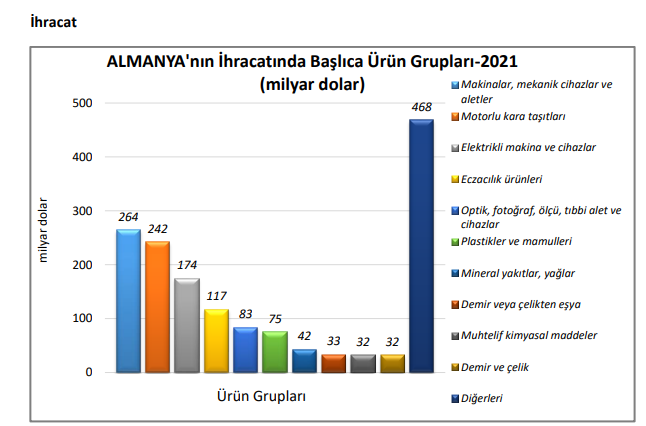 İhracat
ALMANYA'nın İhracatında Başlıca Ürün Grupları-2021
(milyar dolar)
milyar dolar
500
400
300
200
100
0
264
242
174
117
83
75
42
33
32
32
468
Ürün Grupları
Makinalar, mekanik cihazlar ve
aletler
Motorlu kara taşıtları
Elektrikli makina ve cihazlar
Eczacılık ürünleri
Optik, fotoğraf, ölçü, tıbbi alet ve
cihazlar
Plastikler ve mamulleri
Mineral yakıtlar, yağlar
Demir veya çelikten eşya
Muhtelif kimyasal maddeler
Demir ve çelik
Diğerleri